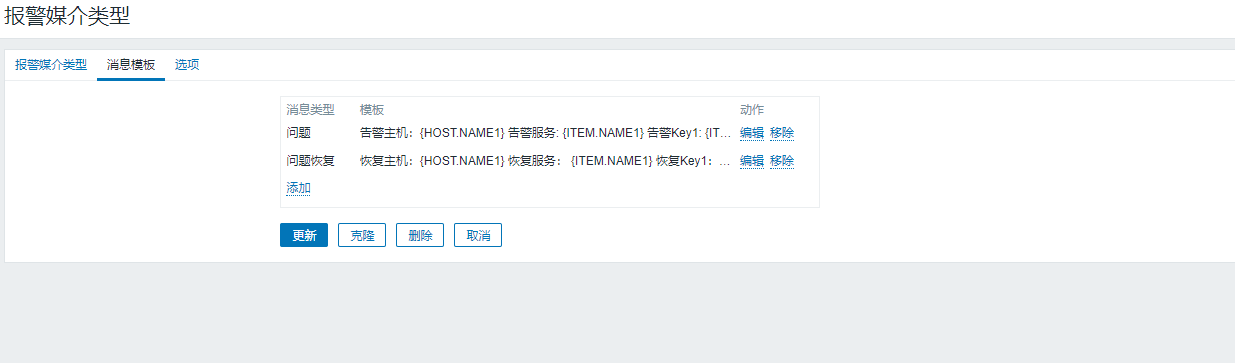 报警媒介类型
报警媒介类型 消息模板 选项
消息类型 模板 动作
问题 告警主机：{HOST.NAME1} 告警服务: {ITEM.NAME1} 告警Key1: {IT... 编辑 移除
问题恢复 恢复主机：{HOST.NAME1} 恢复服务： {ITEM.NAME1} 恢复Key1：... 编辑 移除
添加
更新 克隆 删除 取消